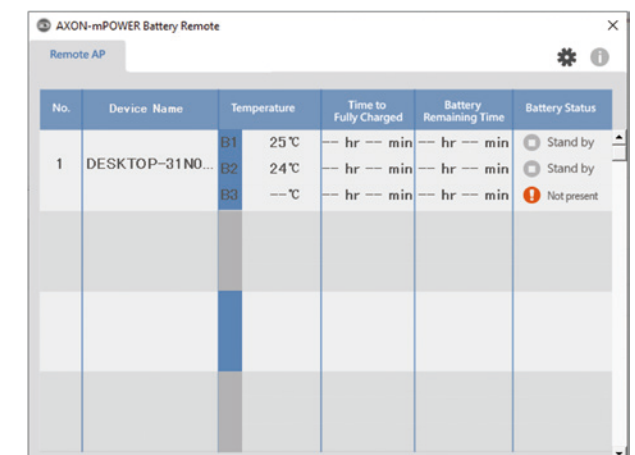 AXON-mPOWER Battery Remote
Remote AP
No. Device Name Temperature Time to Fully Charged Battery Remaining Time Battery Status
1 DESKTOP-31N0...
B1 25℃ -- hr -- min -- hr -- min Stand by
B2 24℃ -- hr -- min -- hr -- min Stand by
B3 --℃ -- hr -- min -- hr -- min Not present